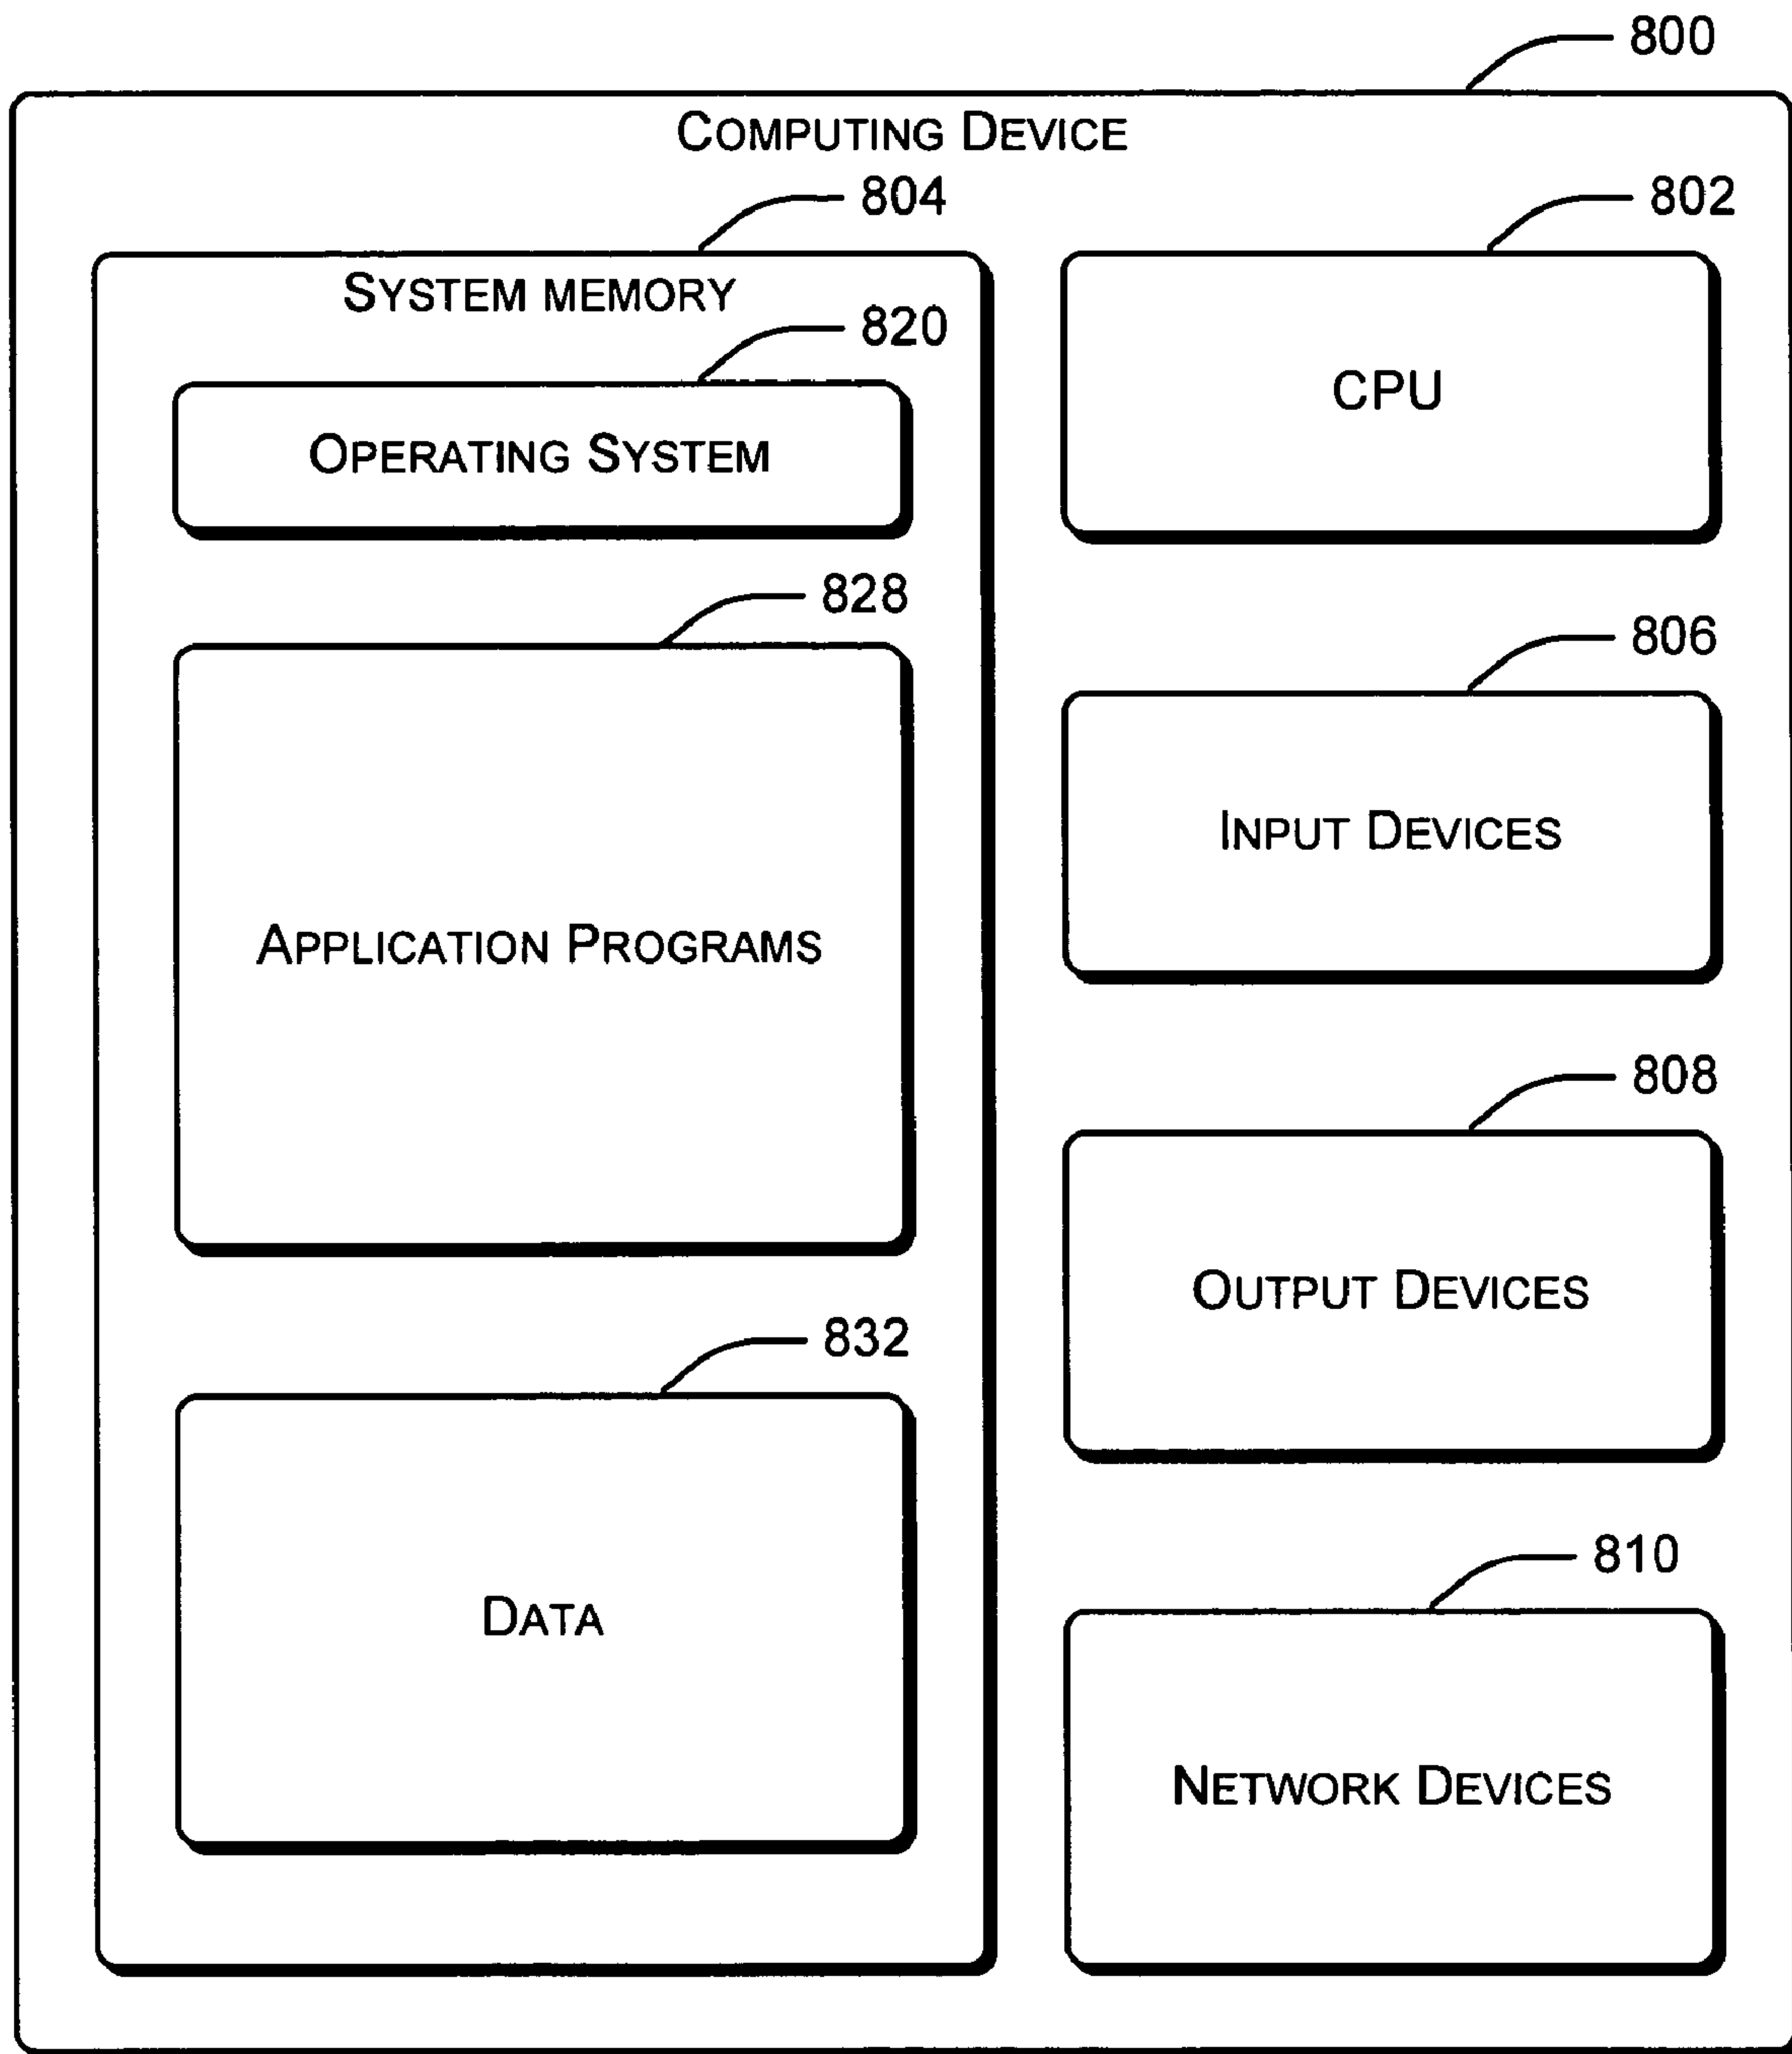 800
COMPUTING DEVICE
804
SYSTEM MEMORY
820
OPERATING SYSTEM
828
APPLICATION PROGRAMS
832
DATA
802
CPU
806
INPUT DEVICES
808
OUTPUT DEVICES
810
NETWORK DEVICES